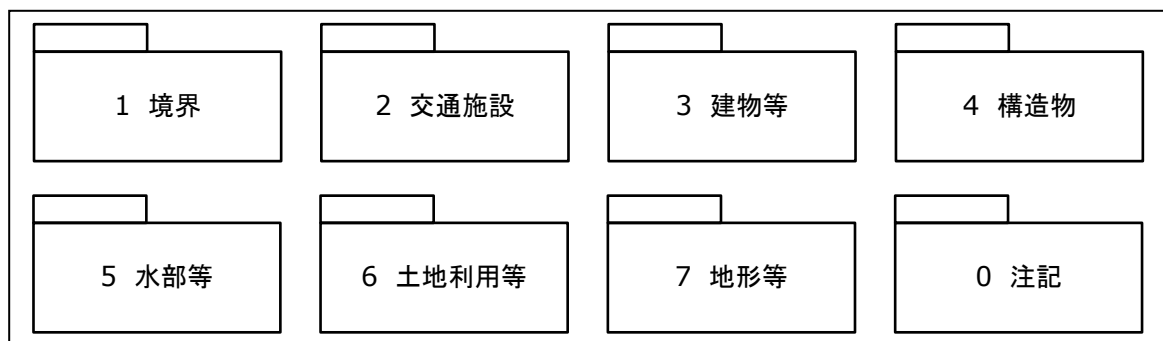 1 境界
2 交通施設
3 建物等
4 構造物
5 水部等
6 土地利用等
7 地形等
0 注記